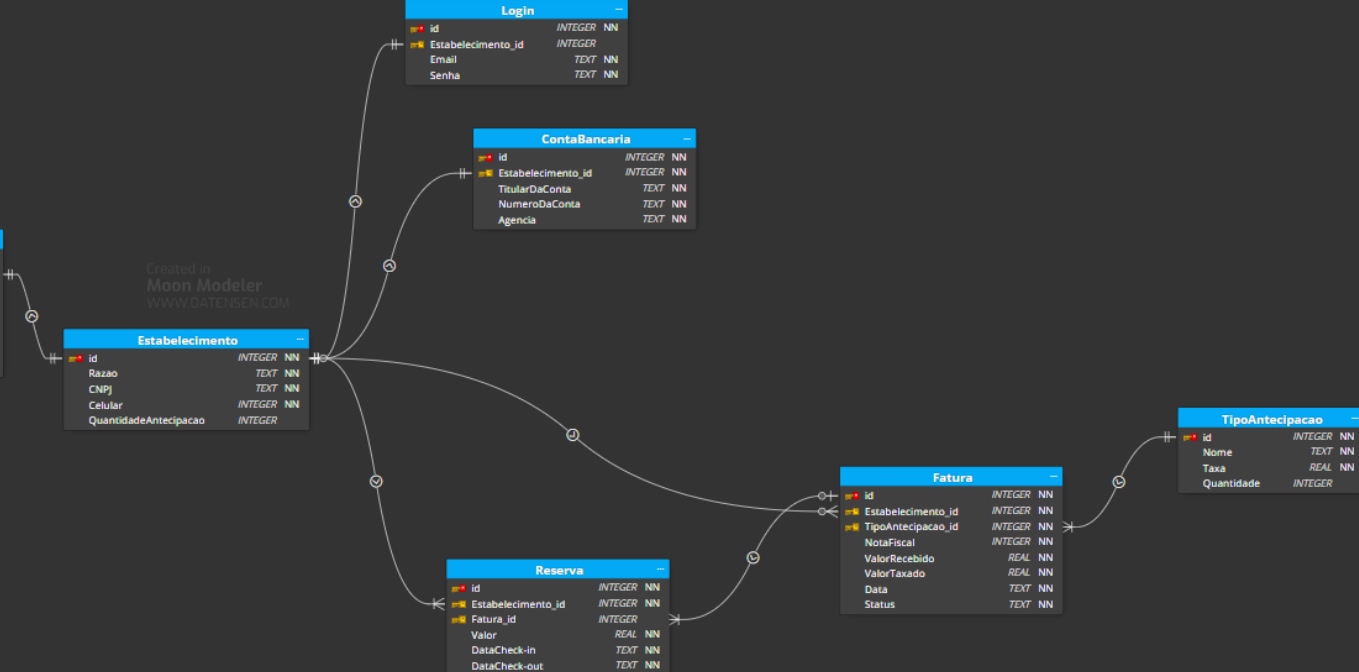 Login
id INTEGER NN
Estabelecimento_id INTEGER
Email TEXT NN
Senha TEXT NN
ContaBancaria
id INTEGER NN
Estabelecimento_id INTEGER NN
TitularDaConta TEXT NN
NumeroDaConta TEXT NN
Agencia TEXT NN
Created in
Moon Modeler
WWW.DATENSEN.COM
Estabelecimento
id INTEGER NN
Razao TEXT NN
CNPJ TEXT NN
Celular INTEGER NN
QuantidadeAntecipacao INTEGER
TipoAntecipacao
id INTEGER NN
Nome TEXT NN
Taxa REAL NN
Quantidade INTEGER
Fatura
id INTEGER NN
Estabelecimento_id INTEGER NN
TipoAntecipacao_id INTEGER NN
NotaFiscal INTEGER NN
ValorRecebido REAL NN
ValorTaxado REAL NN
Data TEXT NN
Status TEXT NN
Reserva
id INTEGER NN
Estabelecimento_id INTEGER NN
Fatura_id INTEGER
Valor REAL NN
DataCheck-in TEXT NN
DataCheck-out TEXT NN